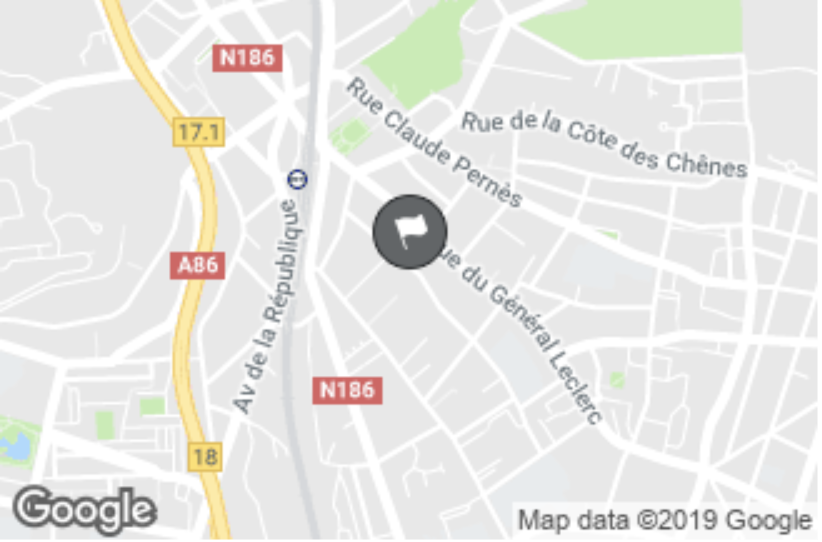 N186
Rue Claude Pernès
Rue de la Côte des Chênes
17.1
A86
Av de la République
ue du Général Leclerc
N186
18
Google
Map data ©2019 Google